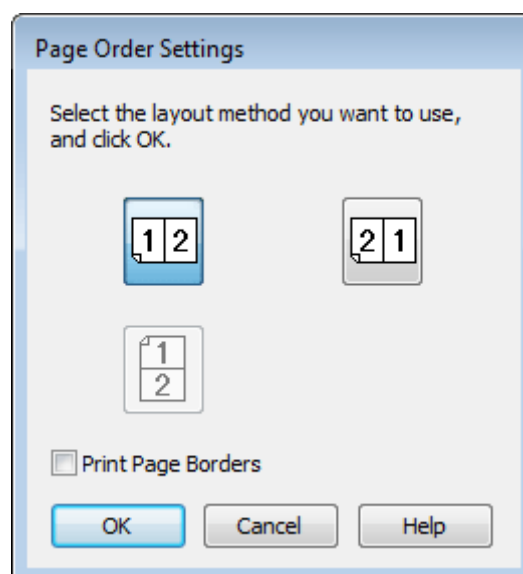 Page Order Settings
Select the layout method you want to use,
and click OK.
1 2
2 1
1
2
Print Page Borders
OK Cancel Help